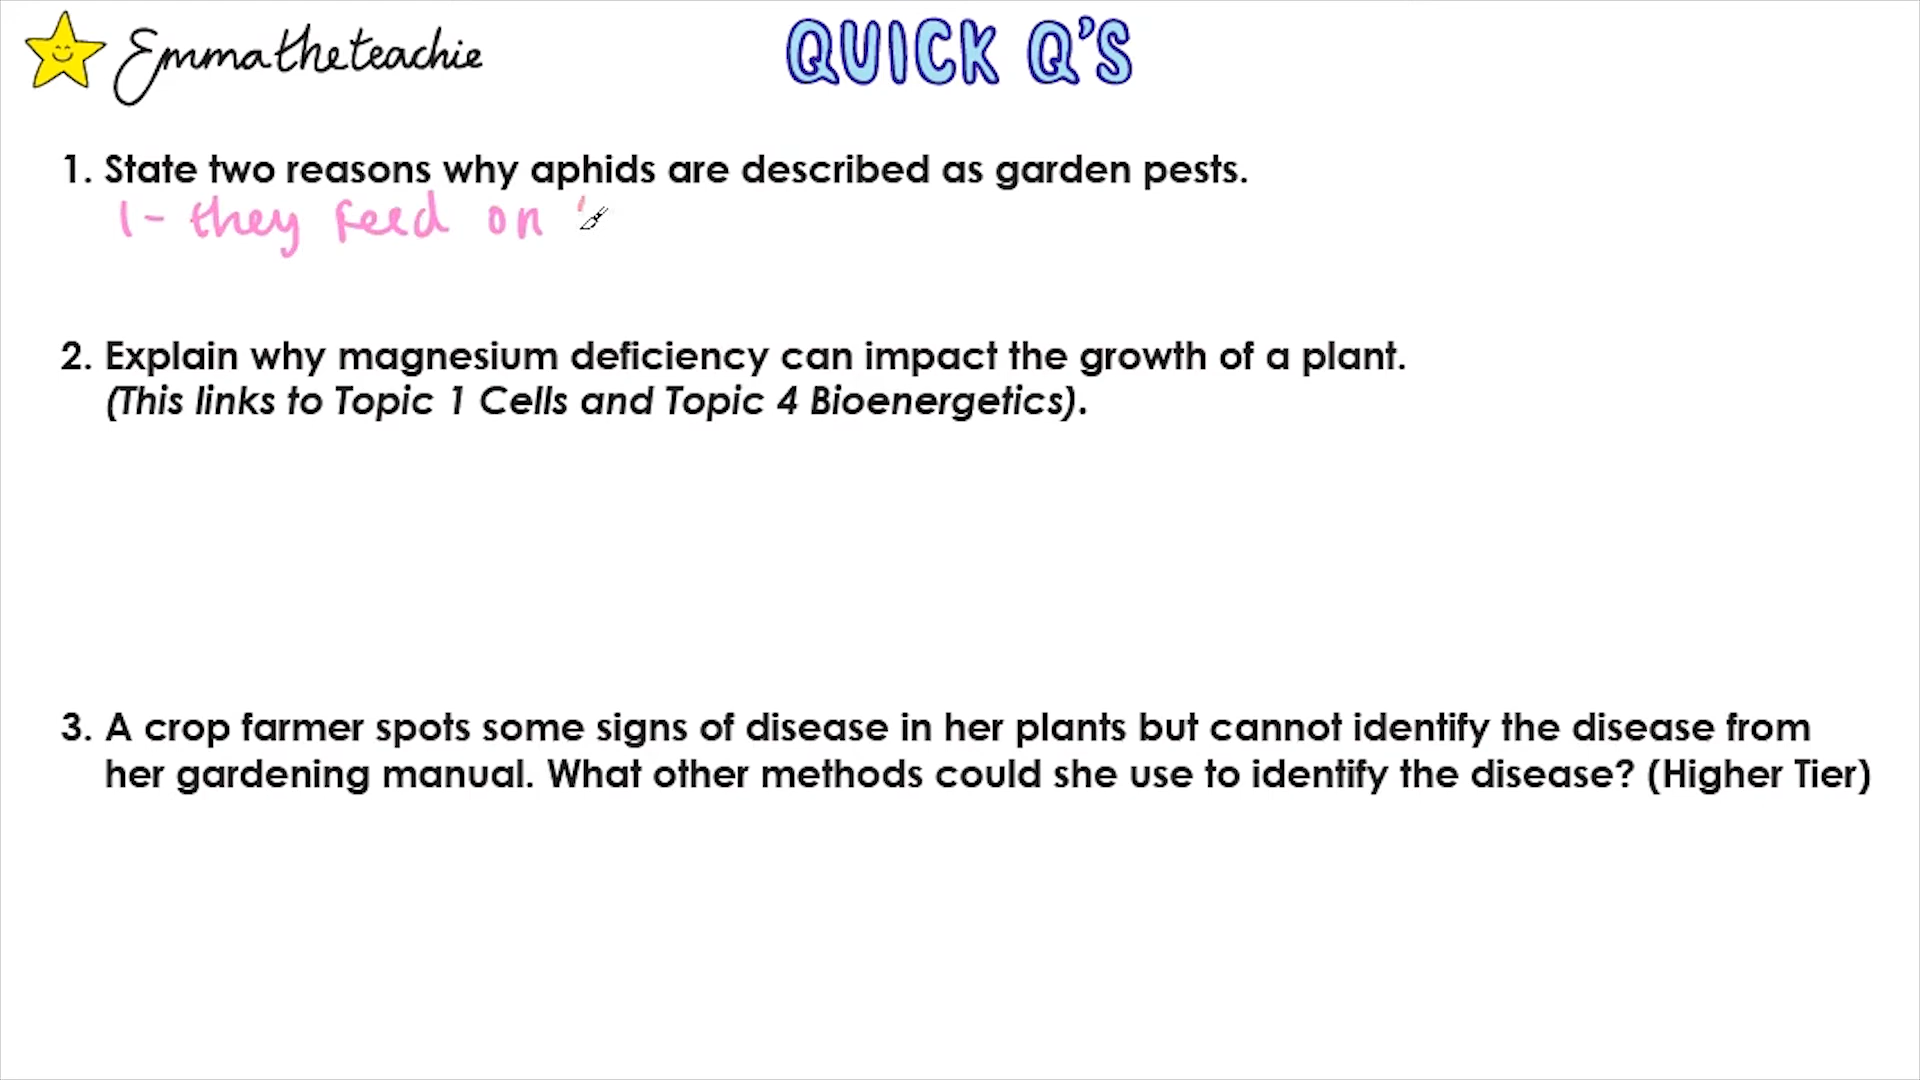 Emmatheteachie
QUICK Q'S
1. State two reasons why aphids are described as garden pests.
1- they feed on
2. Explain why magnesium deficiency can impact the growth of a plant.
(This links to Topic 1 Cells and Topic 4 Bioenergetics).
3. A crop farmer spots some signs of disease in her plants but cannot identify the disease from
her gardening manual. What other methods could she use to identify the disease? (Higher Tier)